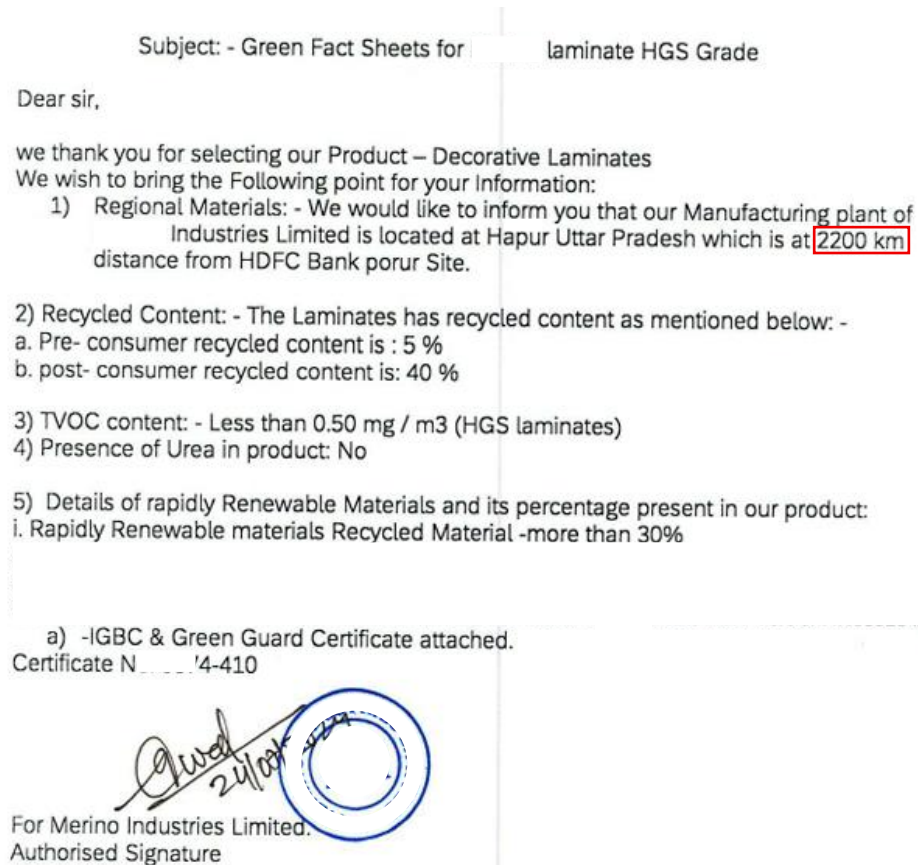 Subject: - Green Fact Sheets for laminate HGS Grade
Dear sir,
we thank you for selecting our Product – Decorative Laminates
We wish to bring the Following point for your Information:
1) Regional Materials: - We would like to inform you that our Manufacturing plant of
Industries Limited is located at Hapur Uttar Pradesh which is at 2200 km
distance from HDFC Bank porur Site.
2) Recycled Content: - The Laminates has recycled content as mentioned below: -
a. Pre- consumer recycled content is : 5 %
b. post- consumer recycled content is: 40 %
3) TVOC content: - Less than 0.50 mg / m3 (HGS laminates)
4) Presence of Urea in product: No
5) Details of rapidly Renewable Materials and its percentage present in our product:
i. Rapidly Renewable materials Recycled Material -more than 30%
a) -IGBC & Green Guard Certificate attached.
Certificate N 4-410
For Merino Industries Limited.
Authorised Signature